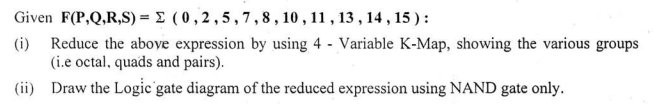 Given F(P,Q,R,S) = Σ ( 0 , 2 , 5 , 7 , 8 , 10 , 11 , 13 , 14 , 15 ) :
(i) Reduce the above expression by using 4 - Variable K-Map, showing the various groups
(i.e octal, quads and pairs).
(ii) Draw the Logic gate diagram of the reduced expression using NAND gate only.